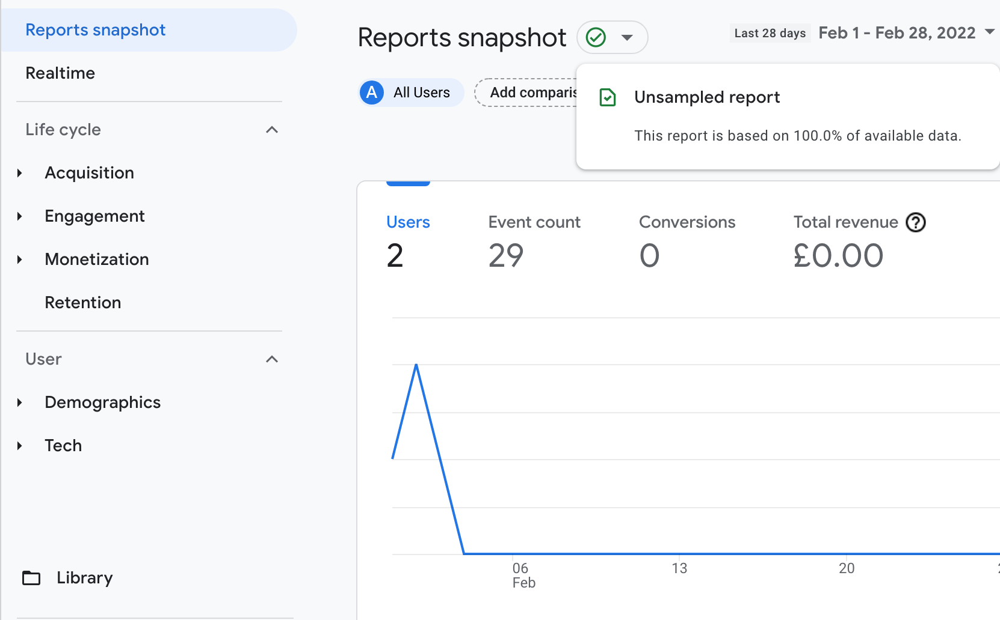 Reports snapshot
Realtime
Life cycle
Acquisition
Engagement
Monetization
Retention
User
Demographics
Tech
Library
Reports snapshot
Last 28 days Feb 1 - Feb 28, 2022
A All Users
Add comparis
Unsampled report
This report is based on 100.0% of available data.
Users Event count Conversions Total revenue
2 29 0 £0.00
06 13 20
Feb